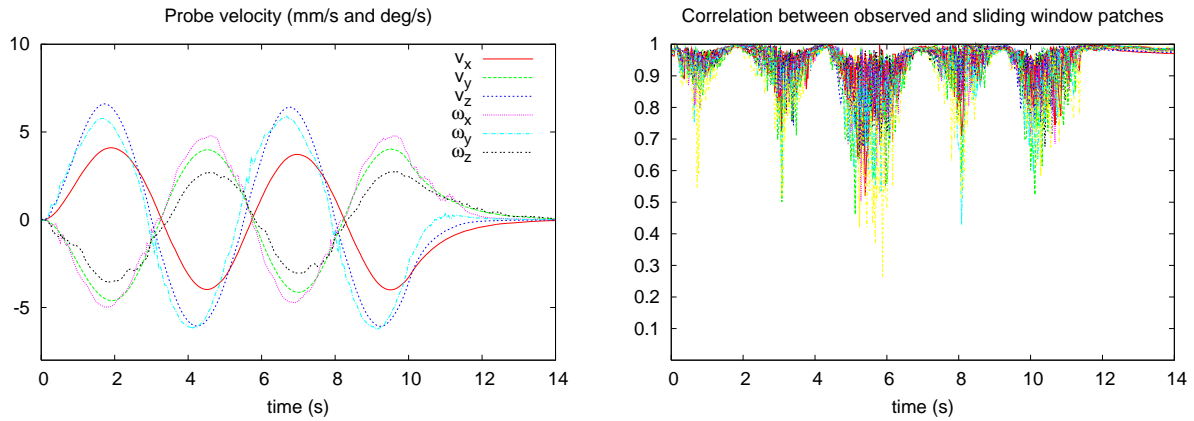 Probe velocity (mm/s and deg/s)
10
5
0
-5
0 2 4 6 8 10 12 14
time (s)
v_x
v_y
v_z
ω_x
ω_y
ω_z
Correlation between observed and sliding window patches
1
0.9
0.8
0.7
0.6
0.5
0.4
0.3
0.2
0.1
0 2 4 6 8 10 12 14
time (s)